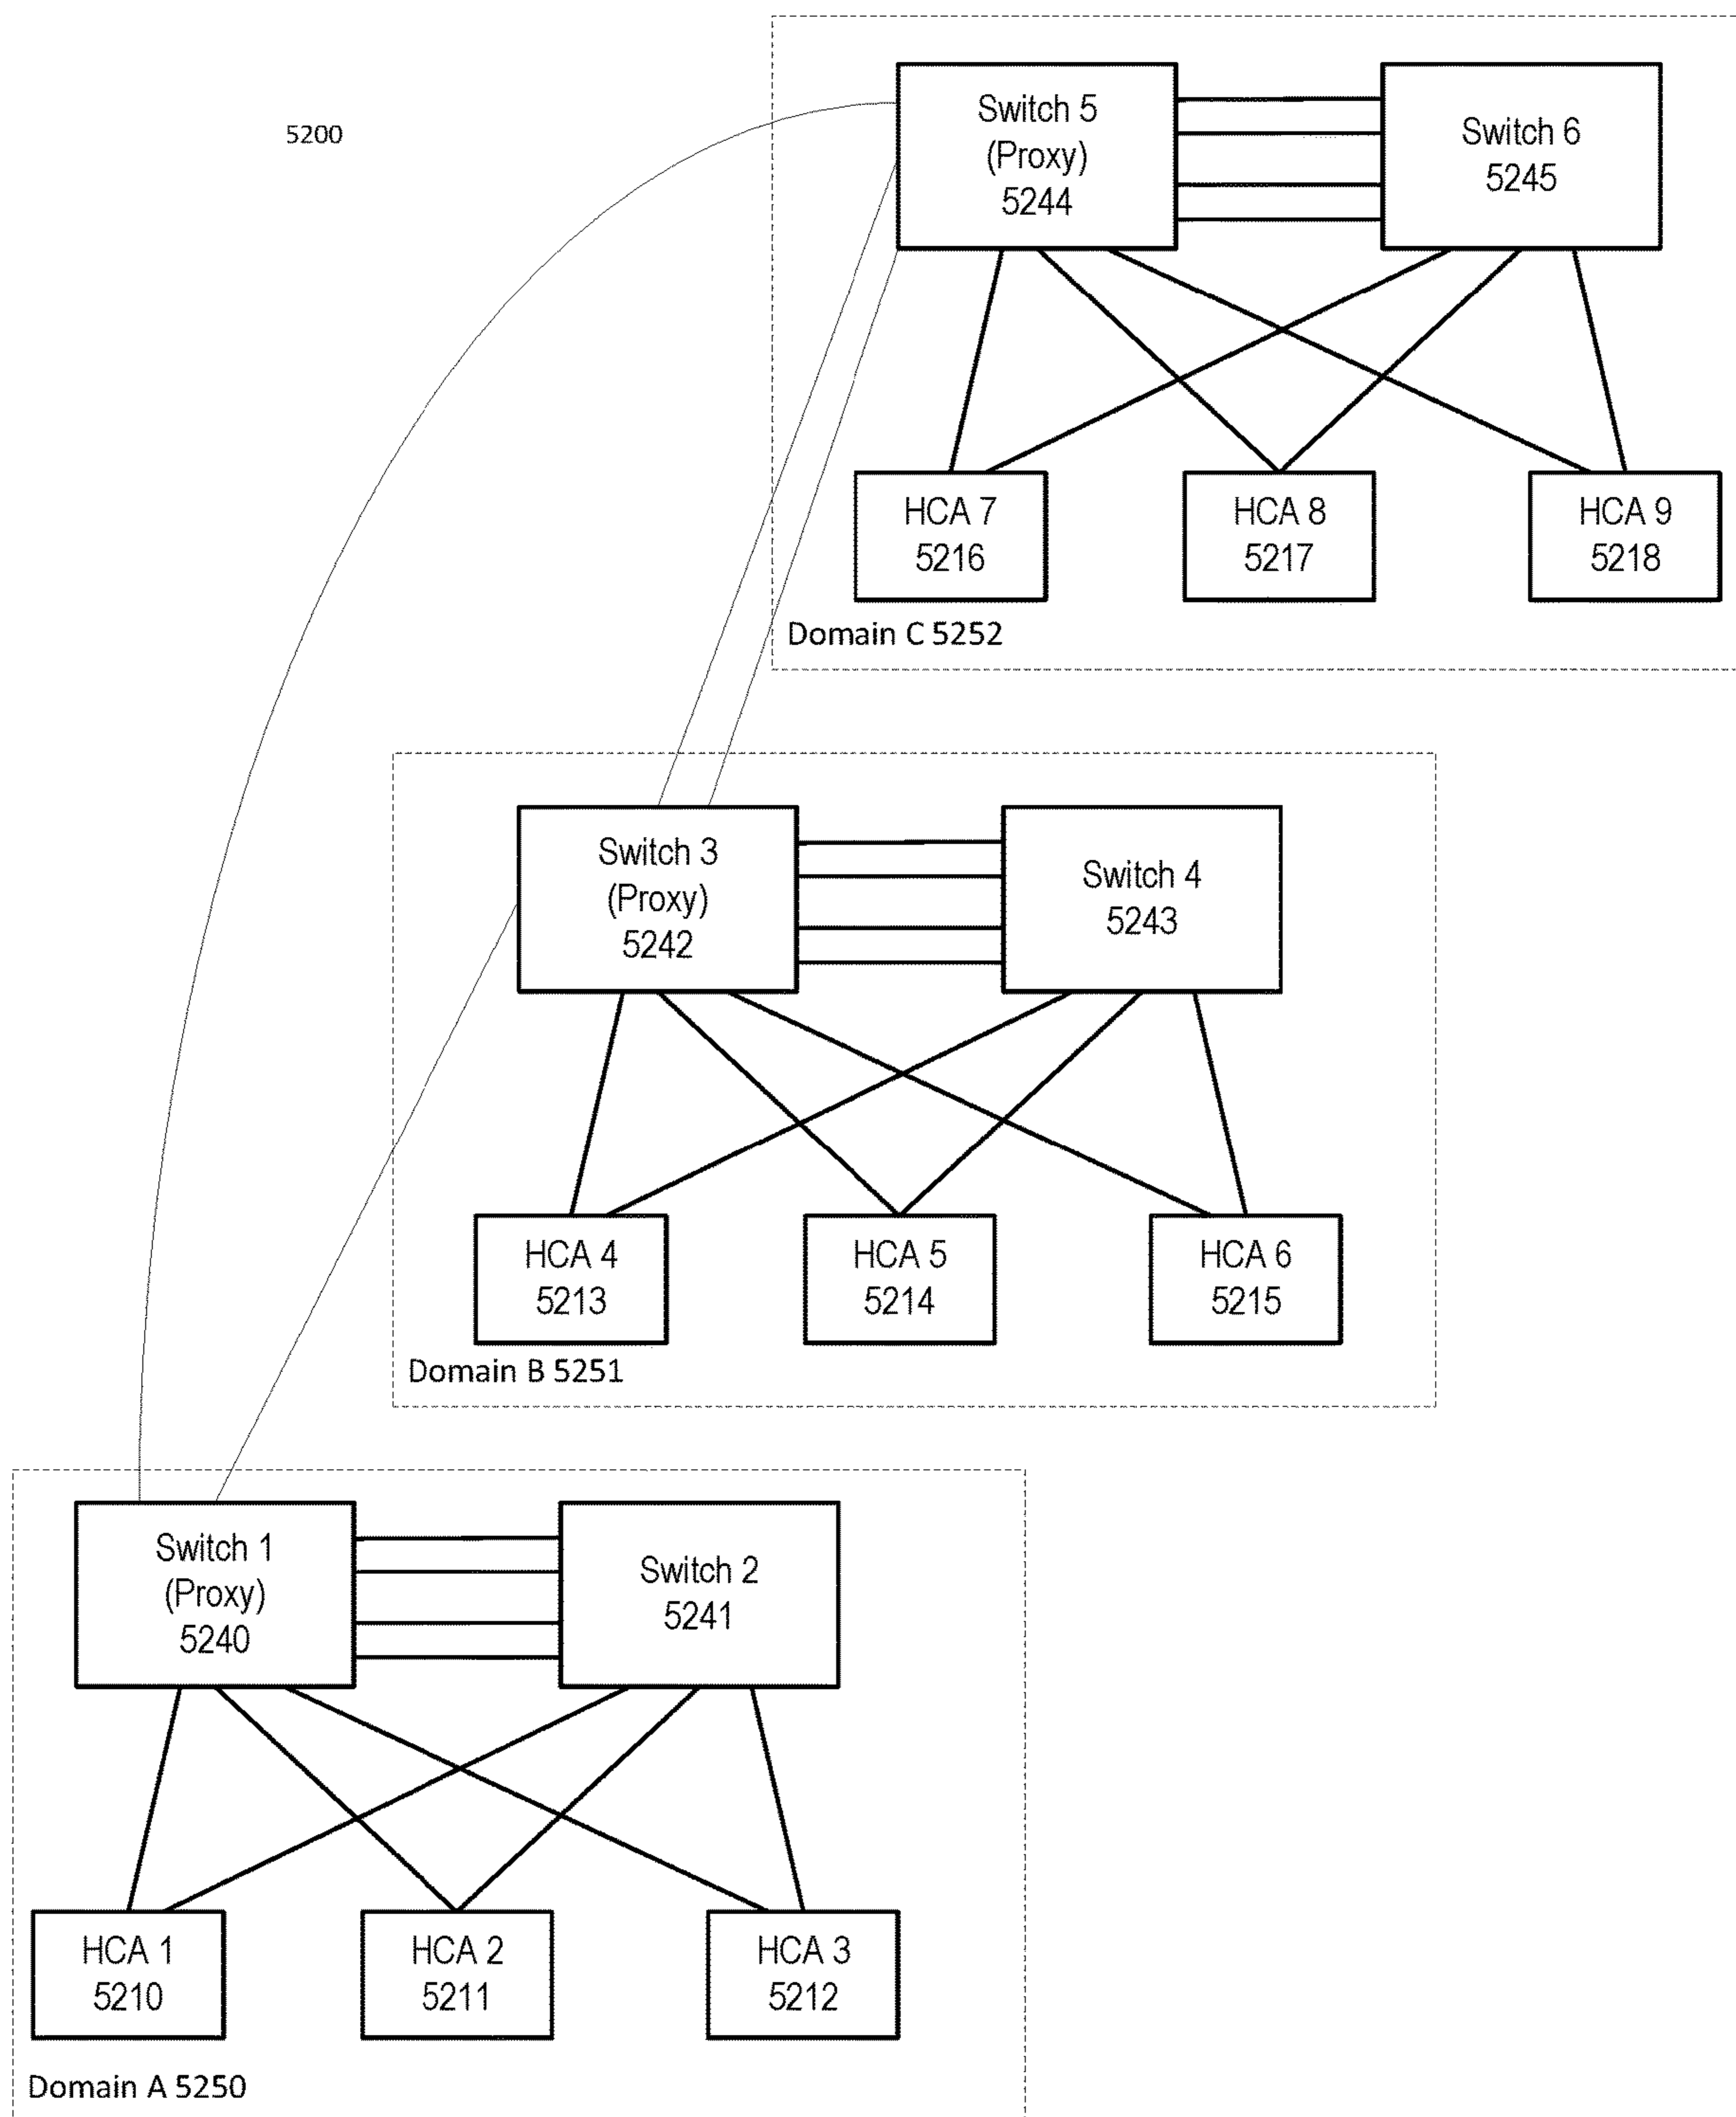 5200
Switch 5
(Proxy)
5244
Switch 6
5245
HCA 7
5216
HCA 8
5217
HCA 9
5218
Domain C 5252
Switch 3
(Proxy)
5242
Switch 4
5243
HCA 4
5213
HCA 5
5214
HCA 6
5215
Domain B 5251
Switch 1
(Proxy)
5240
Switch 2
5241
HCA 1
5210
HCA 2
5211
HCA 3
5212
Domain A 5250